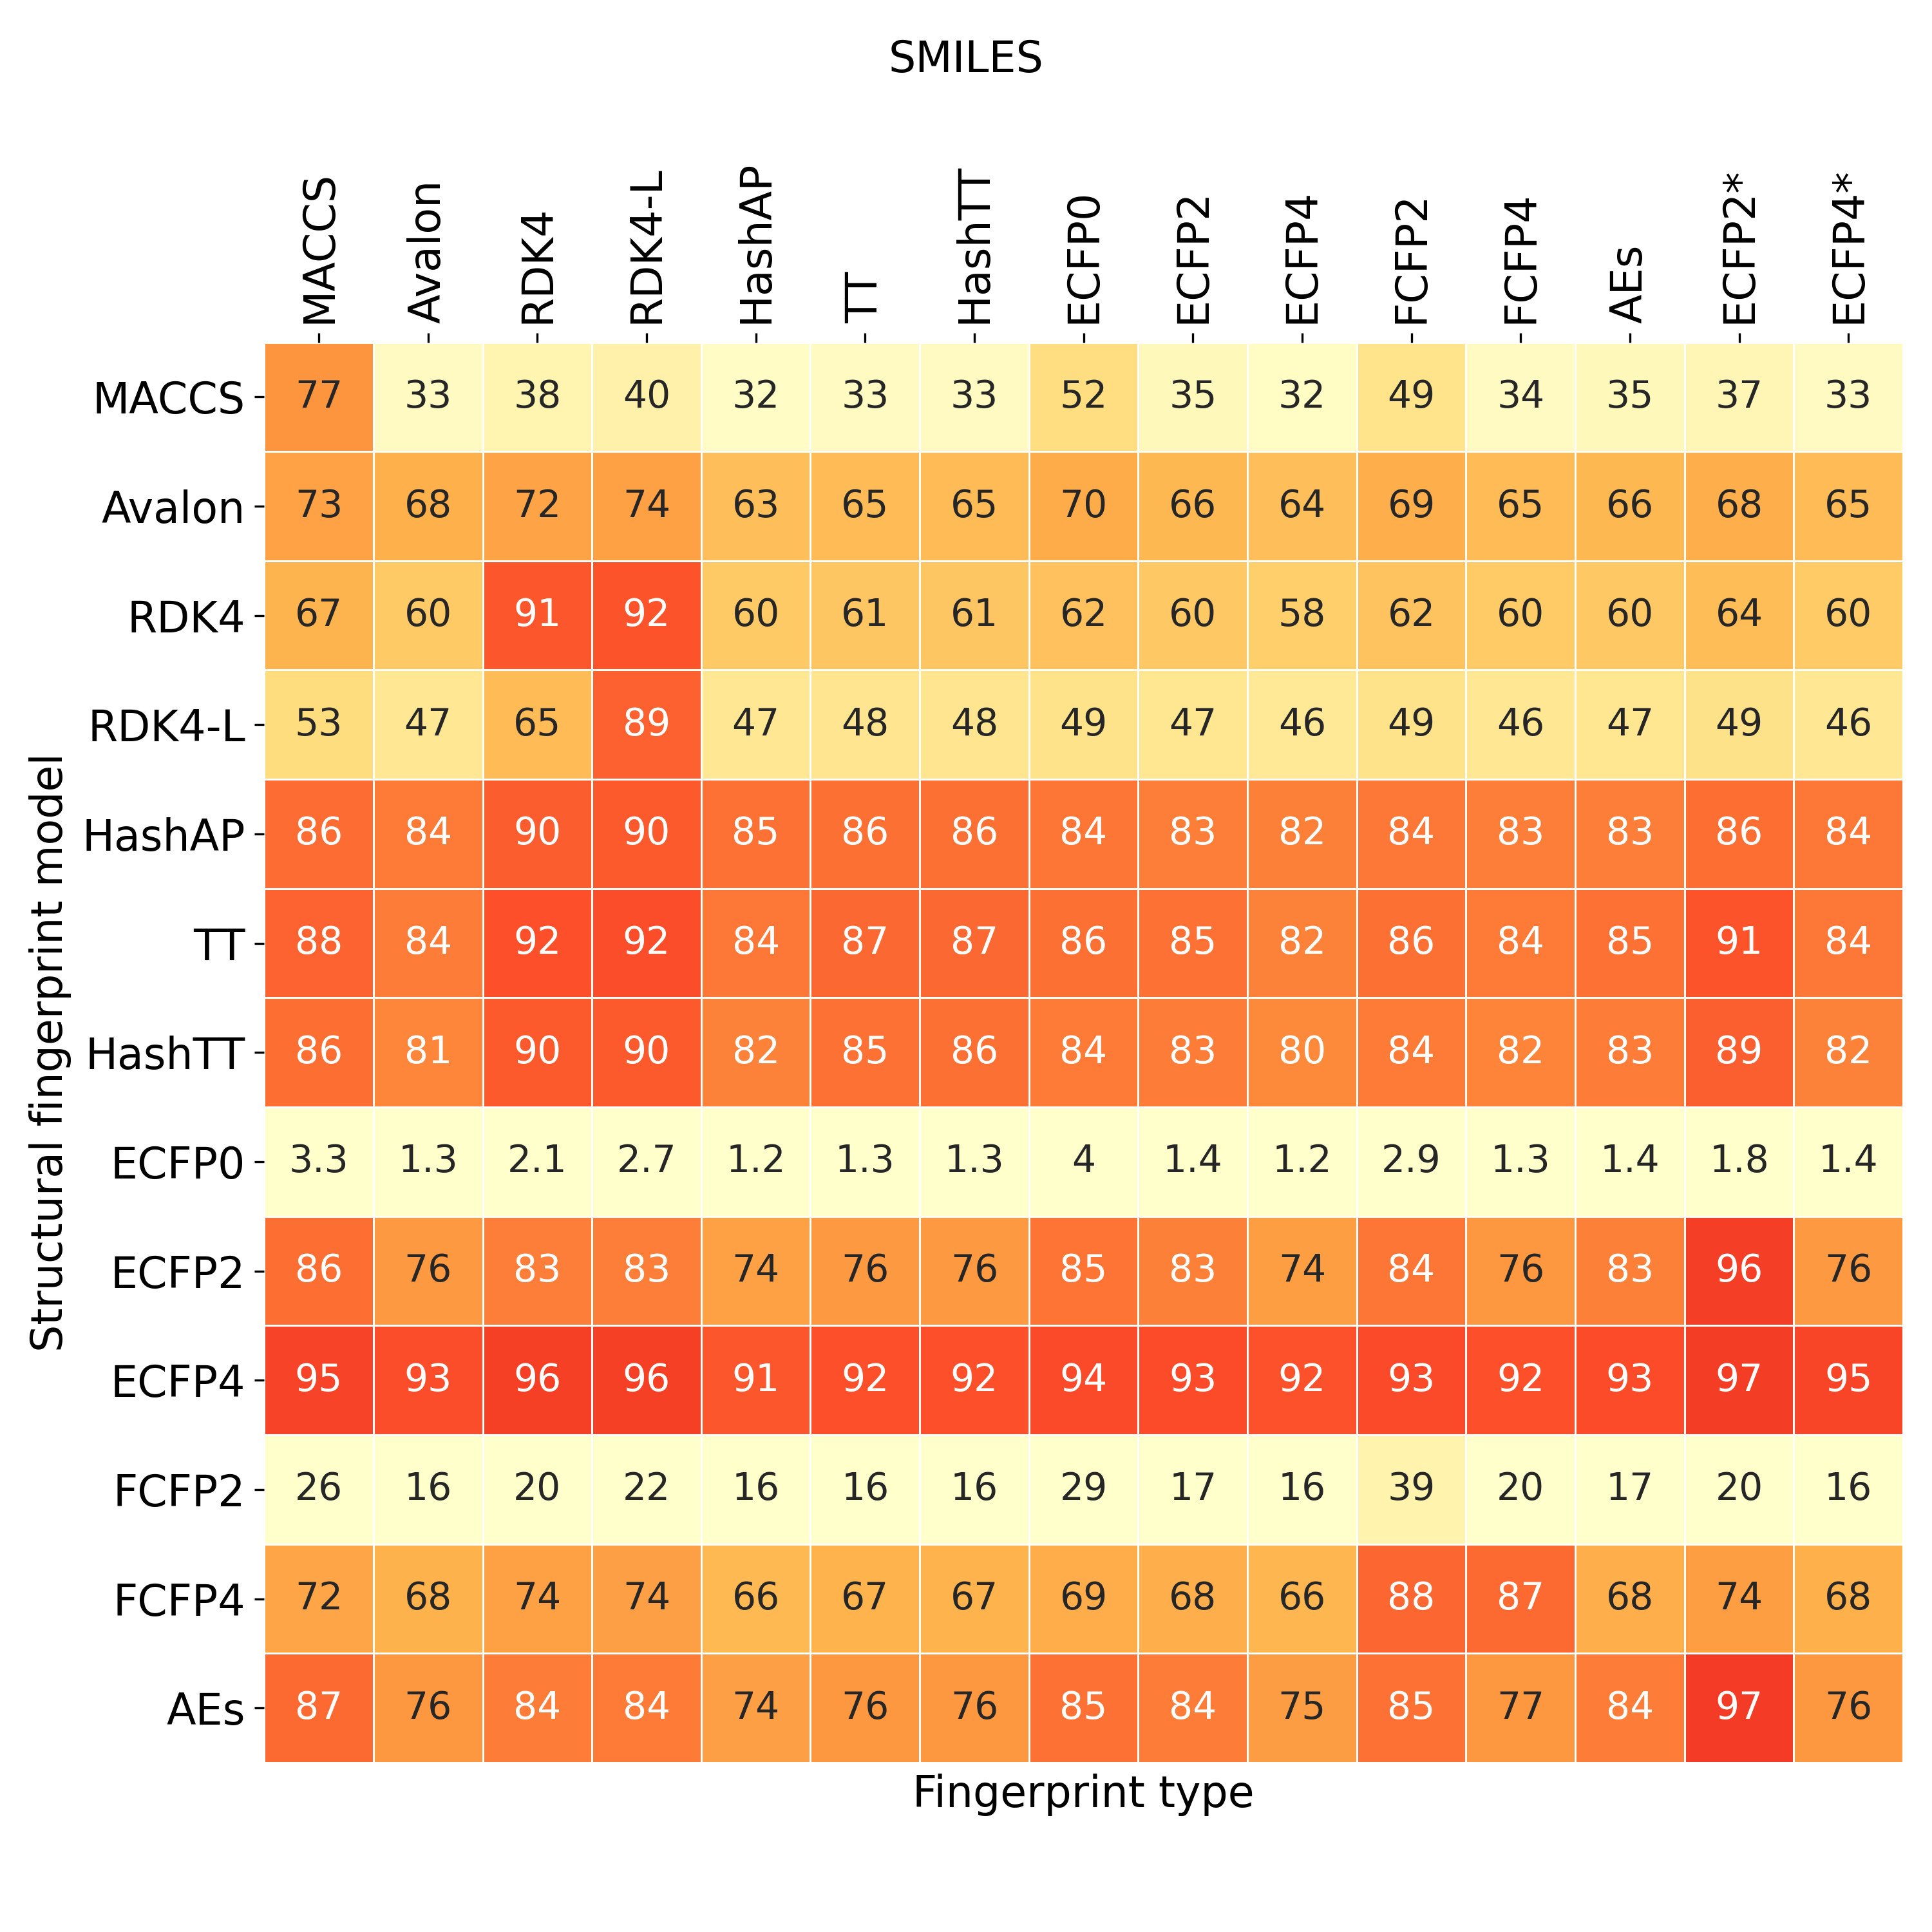 SMILES
MACCS Avalon RDK4 RDK4-L HashAP TT HashTT ECFP0 ECFP2 ECFP4 FCFP2 FCFP4 AEs ECFP2* ECFP4*
Structural fingerprint model
MACCS 77 33 38 40 32 33 33 52 35 32 49 34 35 37 33
Avalon 73 68 72 74 63 65 65 70 66 64 69 65 66 68 65
RDK4 67 60 91 92 60 61 61 62 60 58 62 60 60 64 60
RDK4-L 53 47 65 89 47 48 48 49 47 46 49 46 47 49 46
HashAP 86 84 90 90 85 86 86 84 83 82 84 83 83 86 84
TT 88 84 92 92 84 87 87 86 85 82 86 84 85 91 84
HashTT 86 81 90 90 82 85 86 84 83 80 84 82 83 89 82
ECFP0 3.3 1.3 2.1 2.7 1.2 1.3 1.3 4 1.4 1.2 2.9 1.3 1.4 1.8 1.4
ECFP2 86 76 83 83 74 76 76 85 83 74 84 76 83 96 76
ECFP4 95 93 96 96 91 92 92 94 93 92 93 92 93 97 95
FCFP2 26 16 20 22 16 16 16 29 17 16 39 20 17 20 16
FCFP4 72 68 74 74 66 67 67 69 68 66 88 87 68 74 68
AEs 87 76 84 84 74 76 76 85 84 75 85 77 84 97 76
Fingerprint type